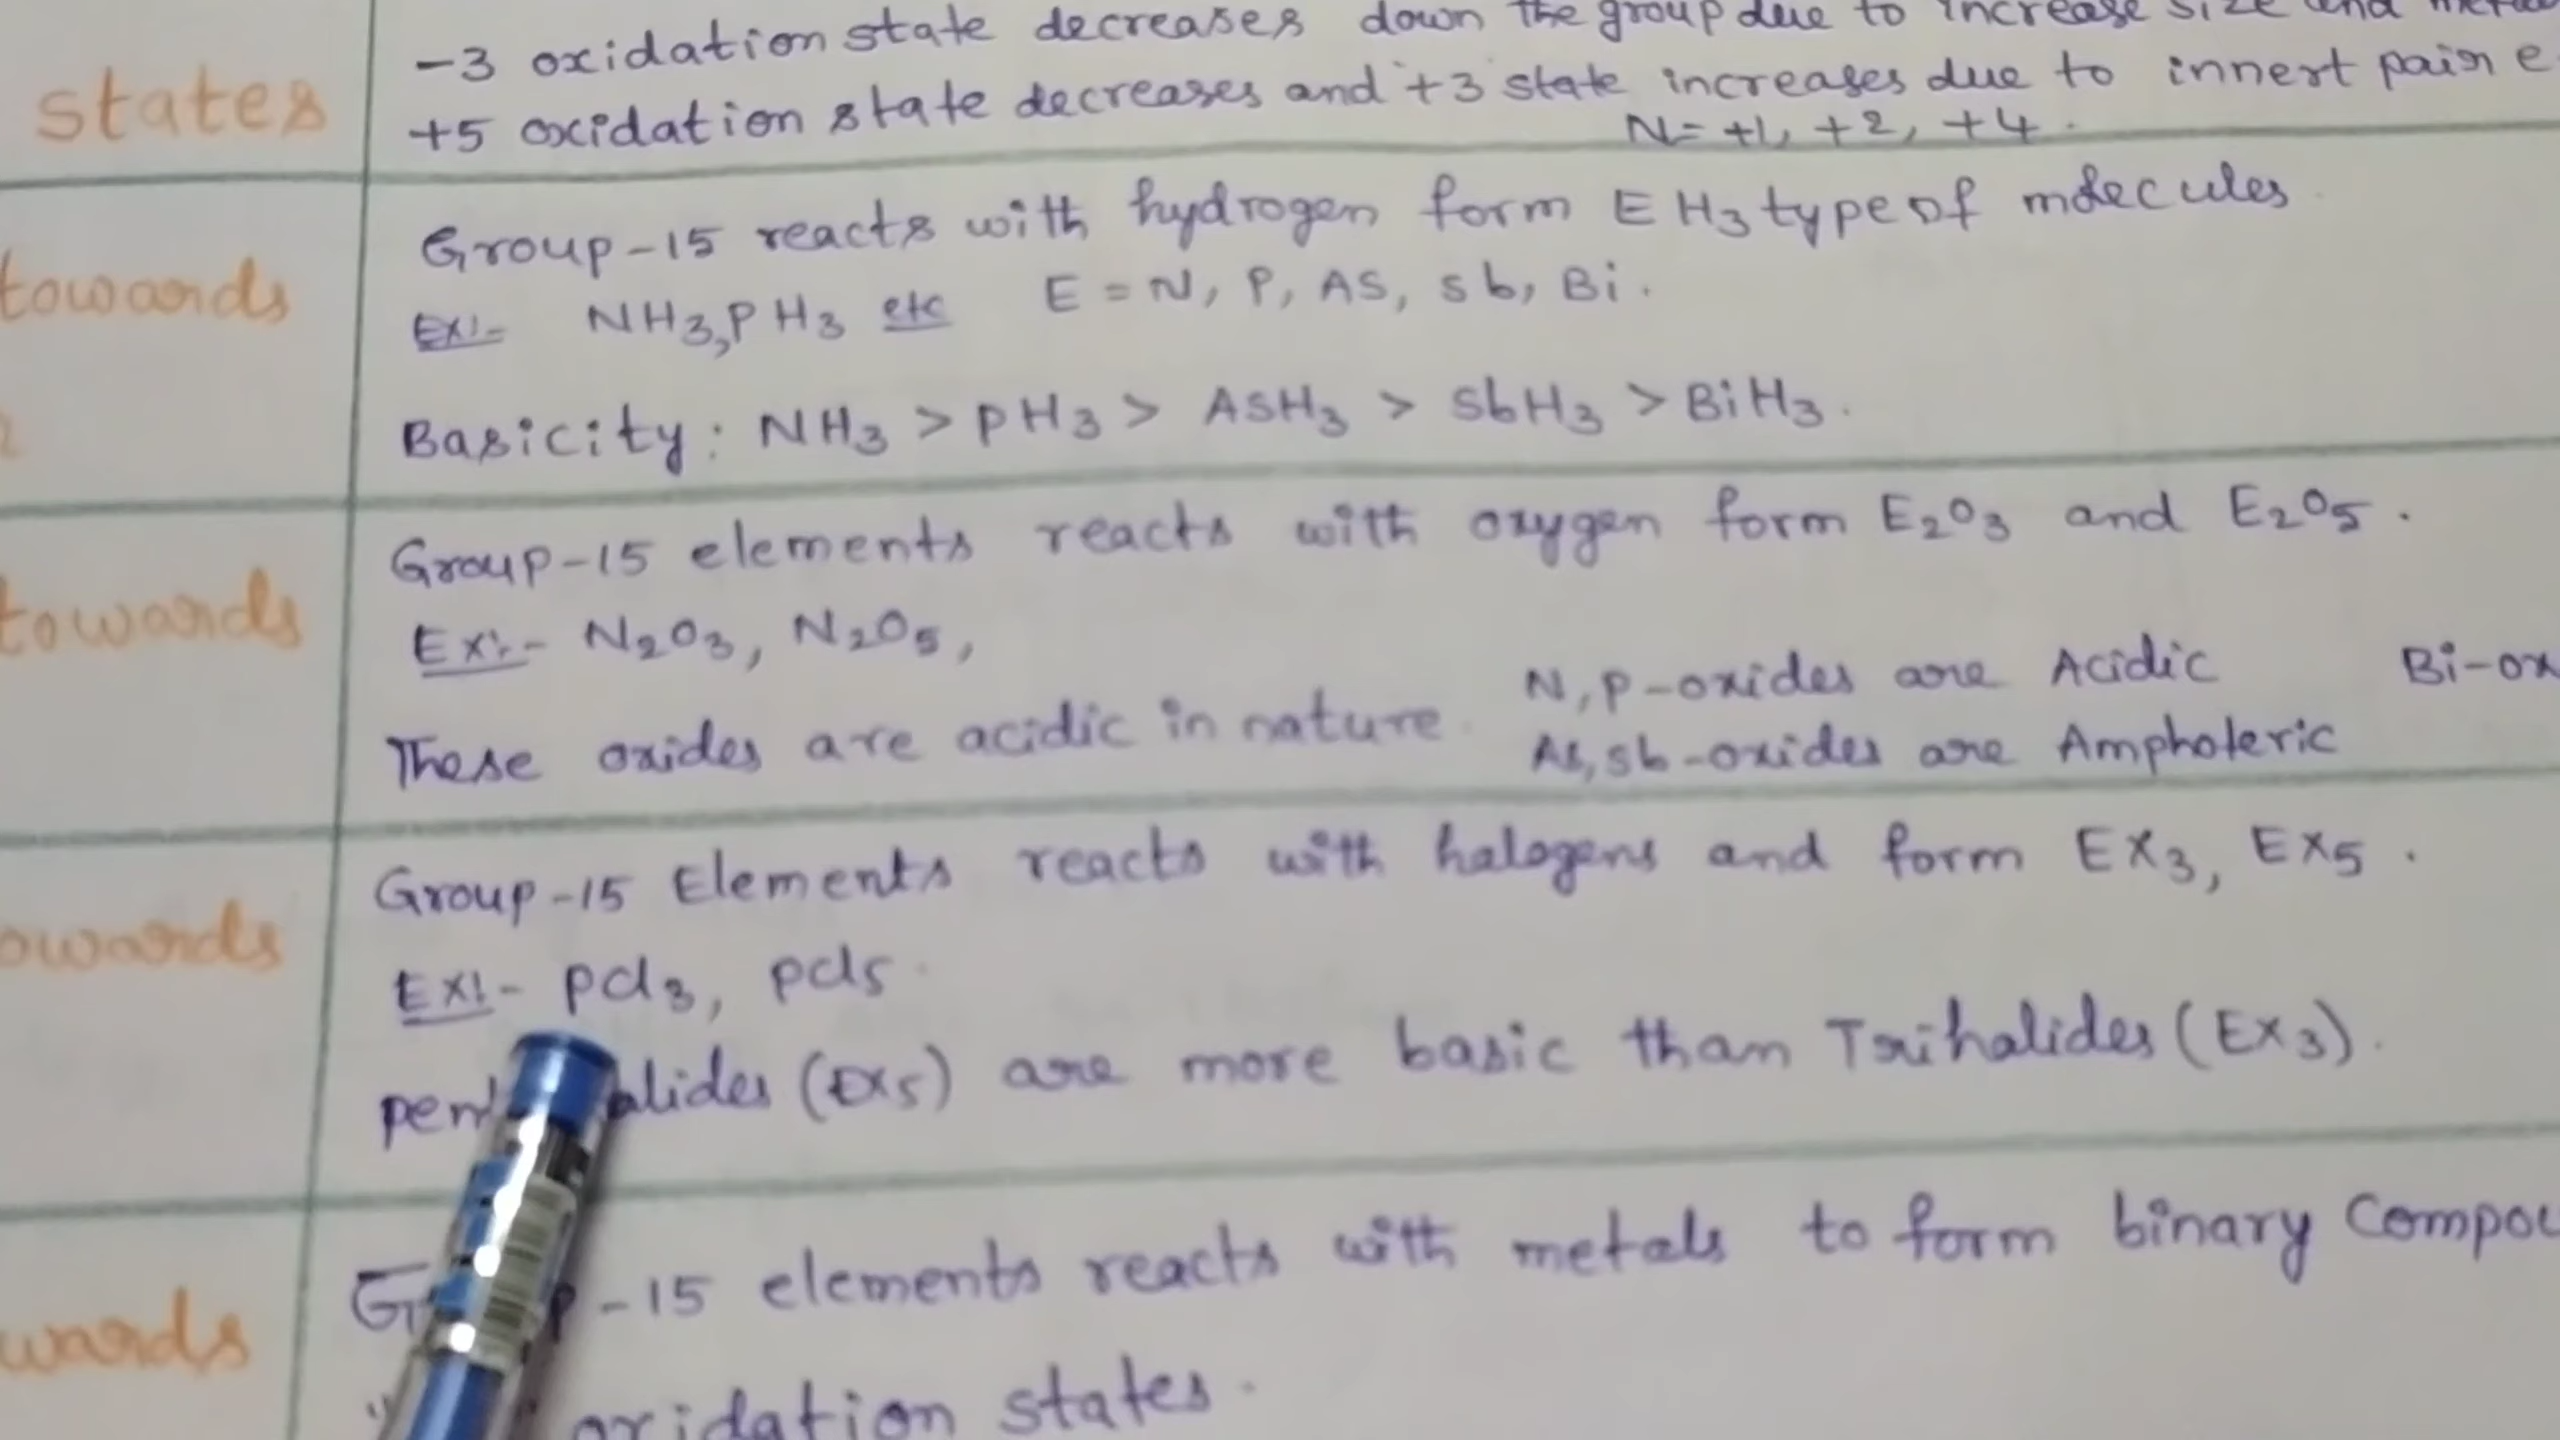 -3 oxidation state decreases down the group due to increase size and
states
+5 oxidation state decreases and +3 state increases due to innert pair e
N= +1, +2, +4.
Group-15 reacts with hydrogen form EH3 type of molecules
towards
Ex:- NH3, PH3 etc E = N, P, AS, Sb, Bi.
Basicity: NH3 > PH3 > ASH3 > SbH3 > BiH3.
Group-15 elements reacts with oxygen form E2O3 and E2O5.
towards
Ex:- N2O3, N2O5,
N, P-oxides are Acidic Bi-ox
These oxides are acidic in nature.
As, Sb-oxides are Amphoteric
Group-15 Elements reacts with halogens and form EX3, EX5.
owards
Ex:- PCl3, PCl5.
alides (EX5) are more basic than Trihalides (EX3).
-15 elements reacts with metals to form binary Compou
wards
oxidation states.